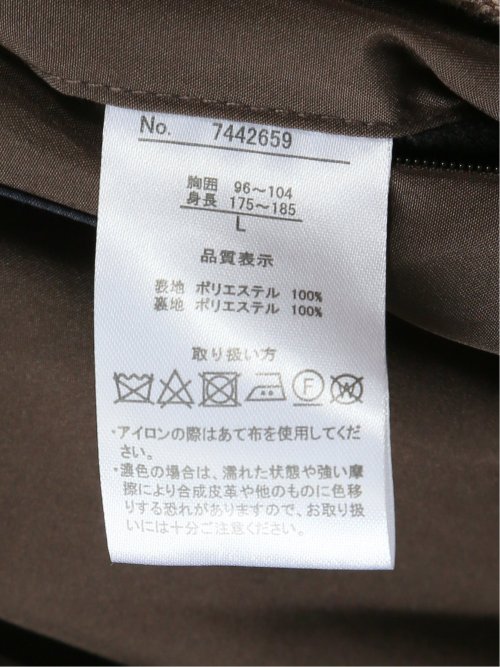 No. 7442659
胸囲 96～104
身長 175～185
L
品質表示
表地 ポリエステル 100%
裏地 ポリエステル 100%
取り扱い方
F W
・アイロンの際はあて布を使用してくだ
さい。
・濃色の場合は、濡れた状態や強い摩
擦により合成皮革や他のものに色移
りする恐れがありますので、お取り扱
いには十分ご注意ください。